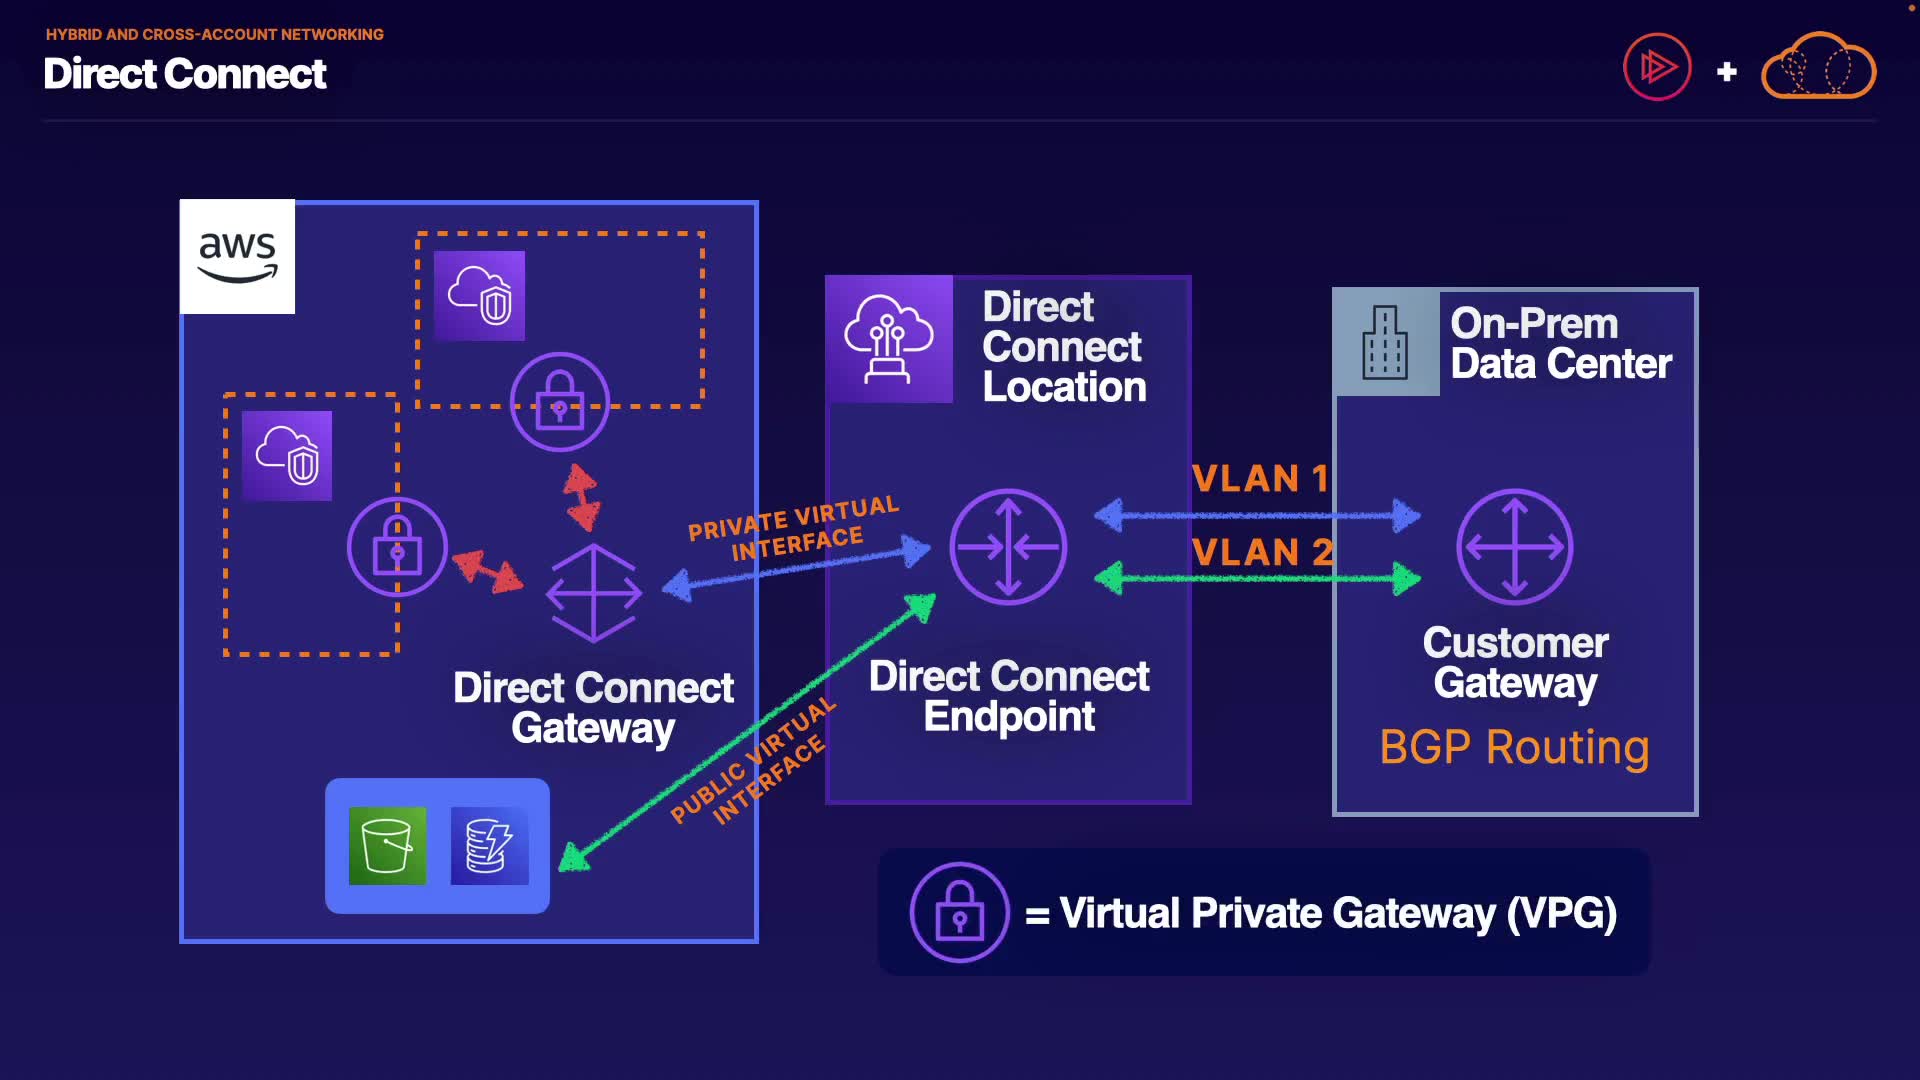 HYBRID AND CROSS-ACCOUNT NETWORKING
Direct Connect
aws
Direct
Connect
Location
On-Prem
Data Center
VLAN 1
PRIVATE VIRTUAL
INTERFACE
VLAN 2
Customer
Gateway
Direct Connect
Endpoint
Direct Connect
Gateway
BGP Routing
PUBLIC VIRTUAL
INTERFACE
= Virtual Private Gateway (VPG)